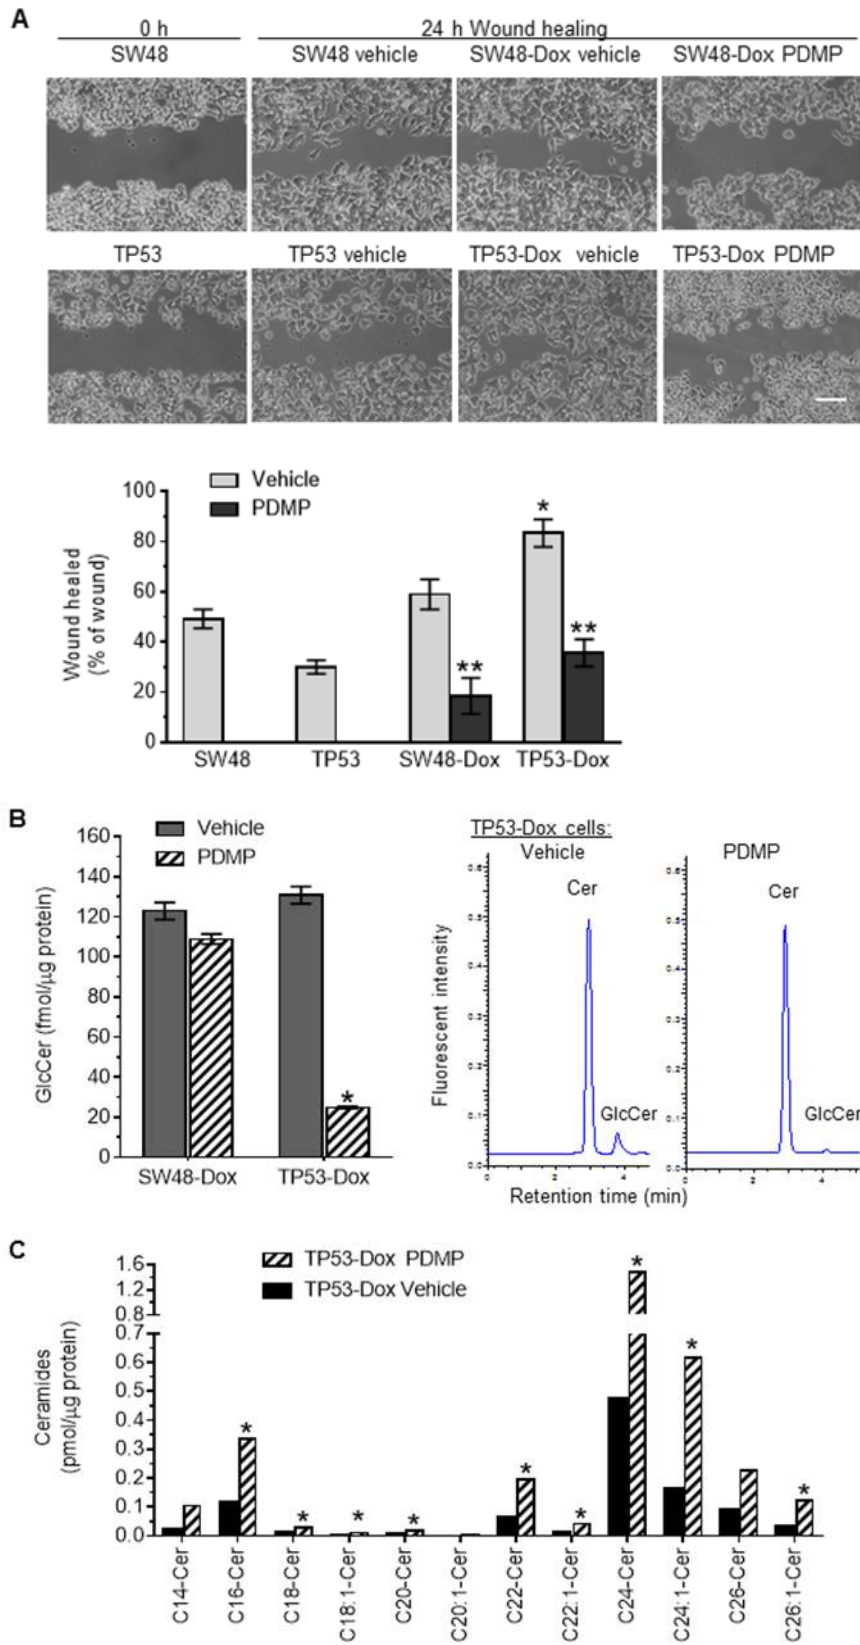 A
0 h
24 h Wound healing
SW48
SW48 vehicle
SW48-Dox vehicle
SW48-Dox PDMP
TP53
TP53 vehicle
TP53-Dox vehicle
TP53-Dox PDMP
Vehicle
PDMP
Wound healed
(% of wound)
100
80
60
40
20
0
*
**
**
SW48
TP53
SW48-Dox
TP53-Dox
B
Vehicle
PDMP
GlcCer (fmol/μg protein)
160
140
120
100
80
60
40
20
0
*
SW48-Dox
TP53-Dox
TP53-Dox cells:
Vehicle
PDMP
Cer
Cer
GlcCer
GlcCer
Fluorescent intensity
Retention time (min)
C
TP53-Dox PDMP
TP53-Dox Vehicle
Ceramides
(pmol/μg protein)
1.6
1.2
0.8
0.7
0.6
0.5
0.4
0.3
0.2
0.1
0.0
*
*
*
*
*
*
*
*
*
C14-Cer
C16-Cer
C18-Cer
C18:1-Cer
C20-Cer
C20:1-Cer
C22-Cer
C22:1-Cer
C24-Cer
C24:1-Cer
C26-Cer
C26:1-Cer